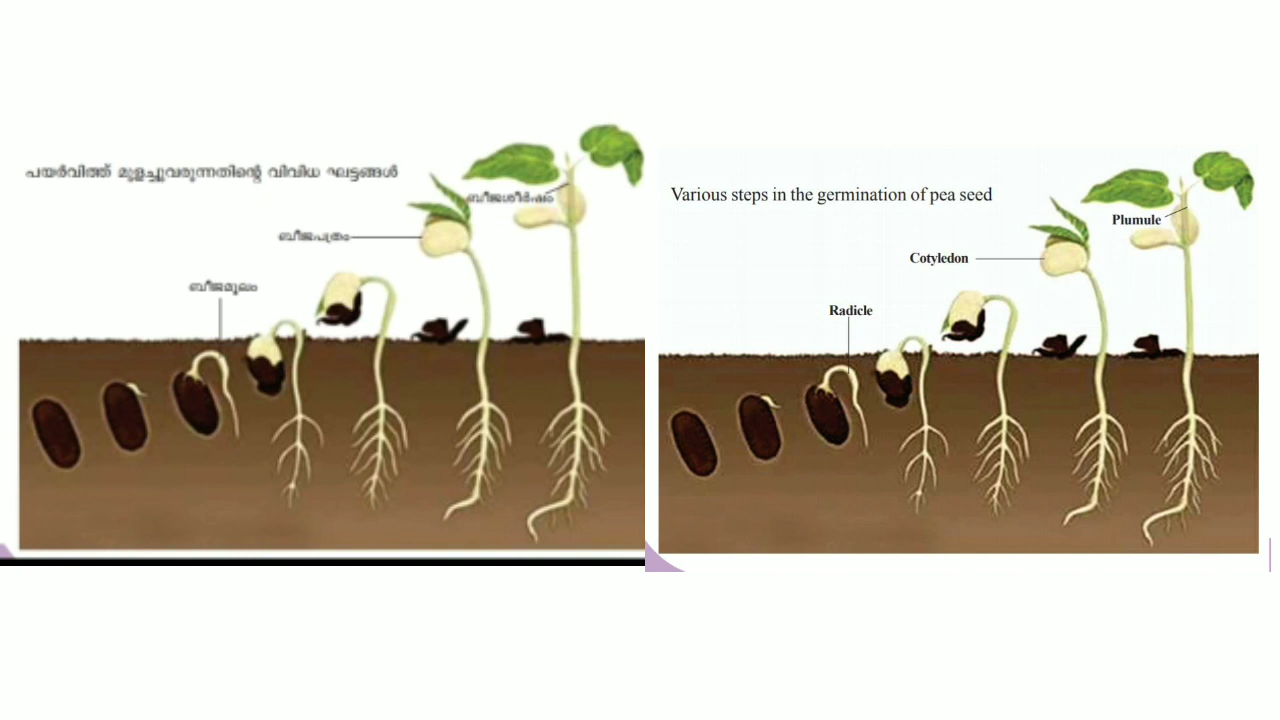 പയർവിത്ത് മുളച്ചുവരുന്നതിന്റെ വിവിധ ഘട്ടങ്ങൾ
ബീജശീർഷം
ബീജപത്രം
ബീജമൂലം
Various steps in the germination of pea seed
Plumule
Cotyledon
Radicle